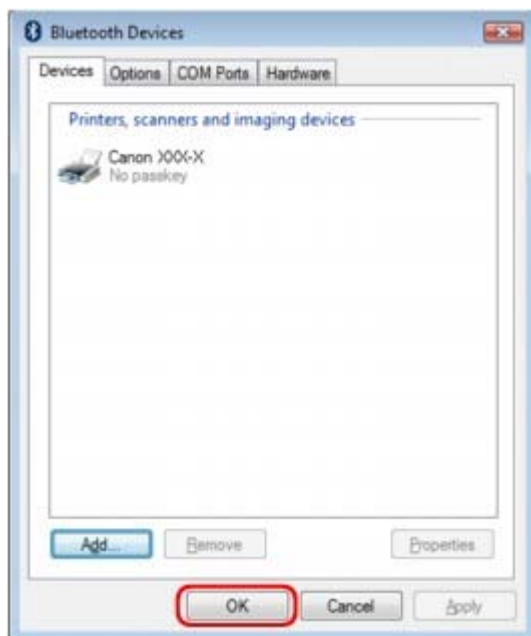 Bluetooth Devices
Devices Options COM Ports Hardware
Printers, scanners and imaging devices
Canon XXX-X
No passkey
Add... Remove Properties
OK Cancel Apply